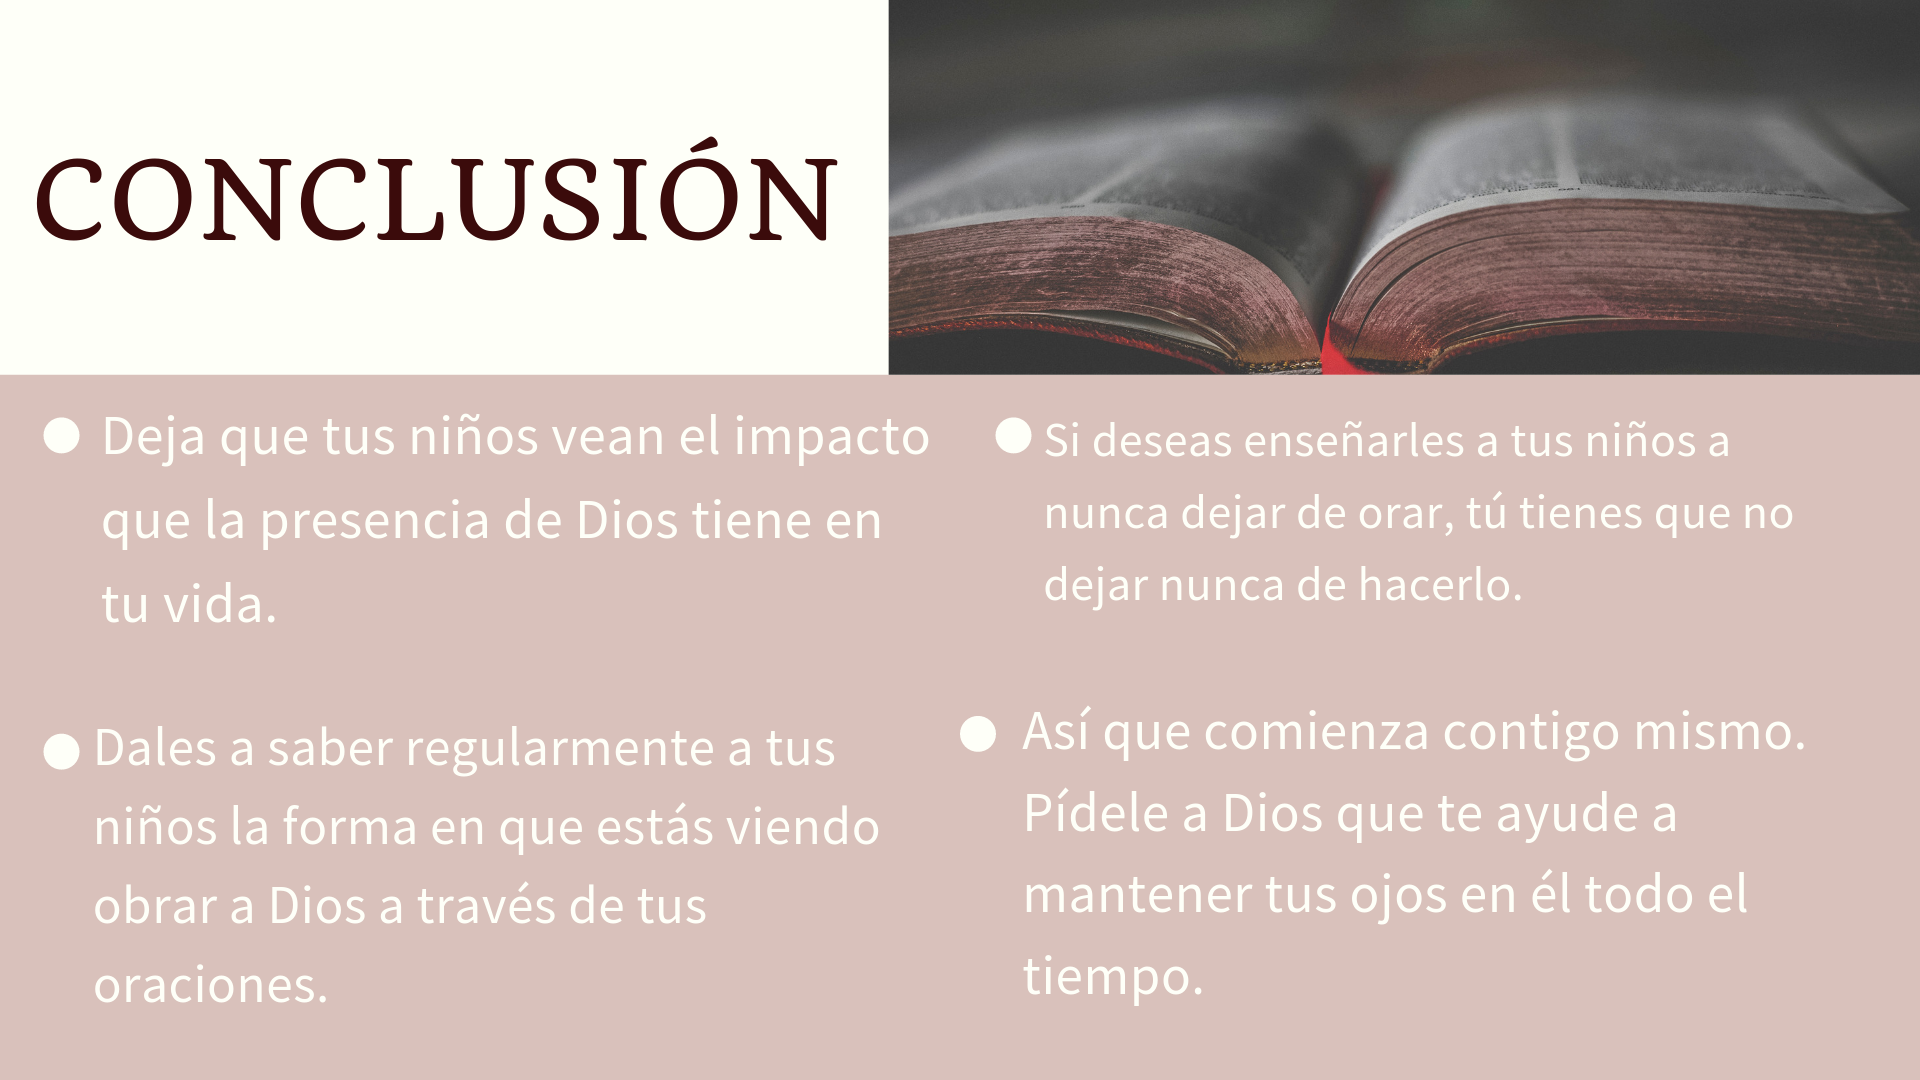 CONCLUSIÓN
Deja que tus niños vean el impacto
que la presencia de Dios tiene en
tu vida.
Dales a saber regularmente a tus
niños la forma en que estás viendo
obrar a Dios a través de tus
oraciones.
Si deseas enseñarles a tus niños a
nunca dejar de orar, tú tienes que no
dejar nunca de hacerlo.
Así que comienza contigo mismo.
Pídele a Dios que te ayude a
mantener tus ojos en él todo el
tiempo.